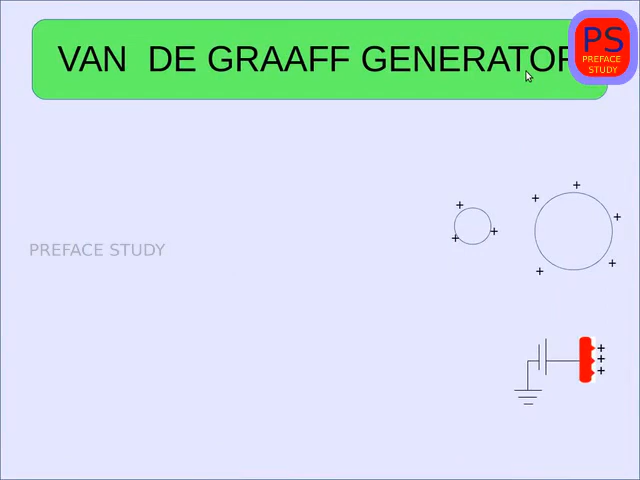 VAN DE GRAAFF GENERATOR
PS
PREFACE
STUDY
PREFACE STUDY
+
+
+
+
+
+
+
+
+
+
+